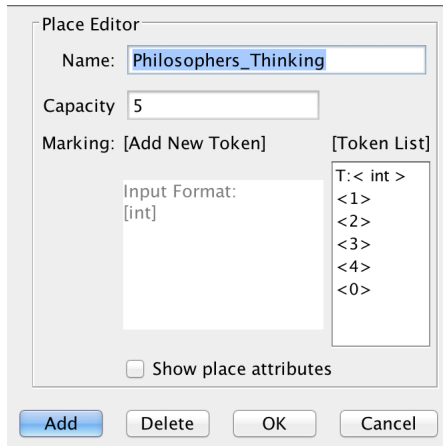 Place Editor
Name: Philosophers_Thinking
Capacity 5
Marking: [Add New Token] [Token List]
Input Format:
[int]
T:< int >
<1>
<2>
<3>
<4>
<0>
Show place attributes
Add Delete OK Cancel